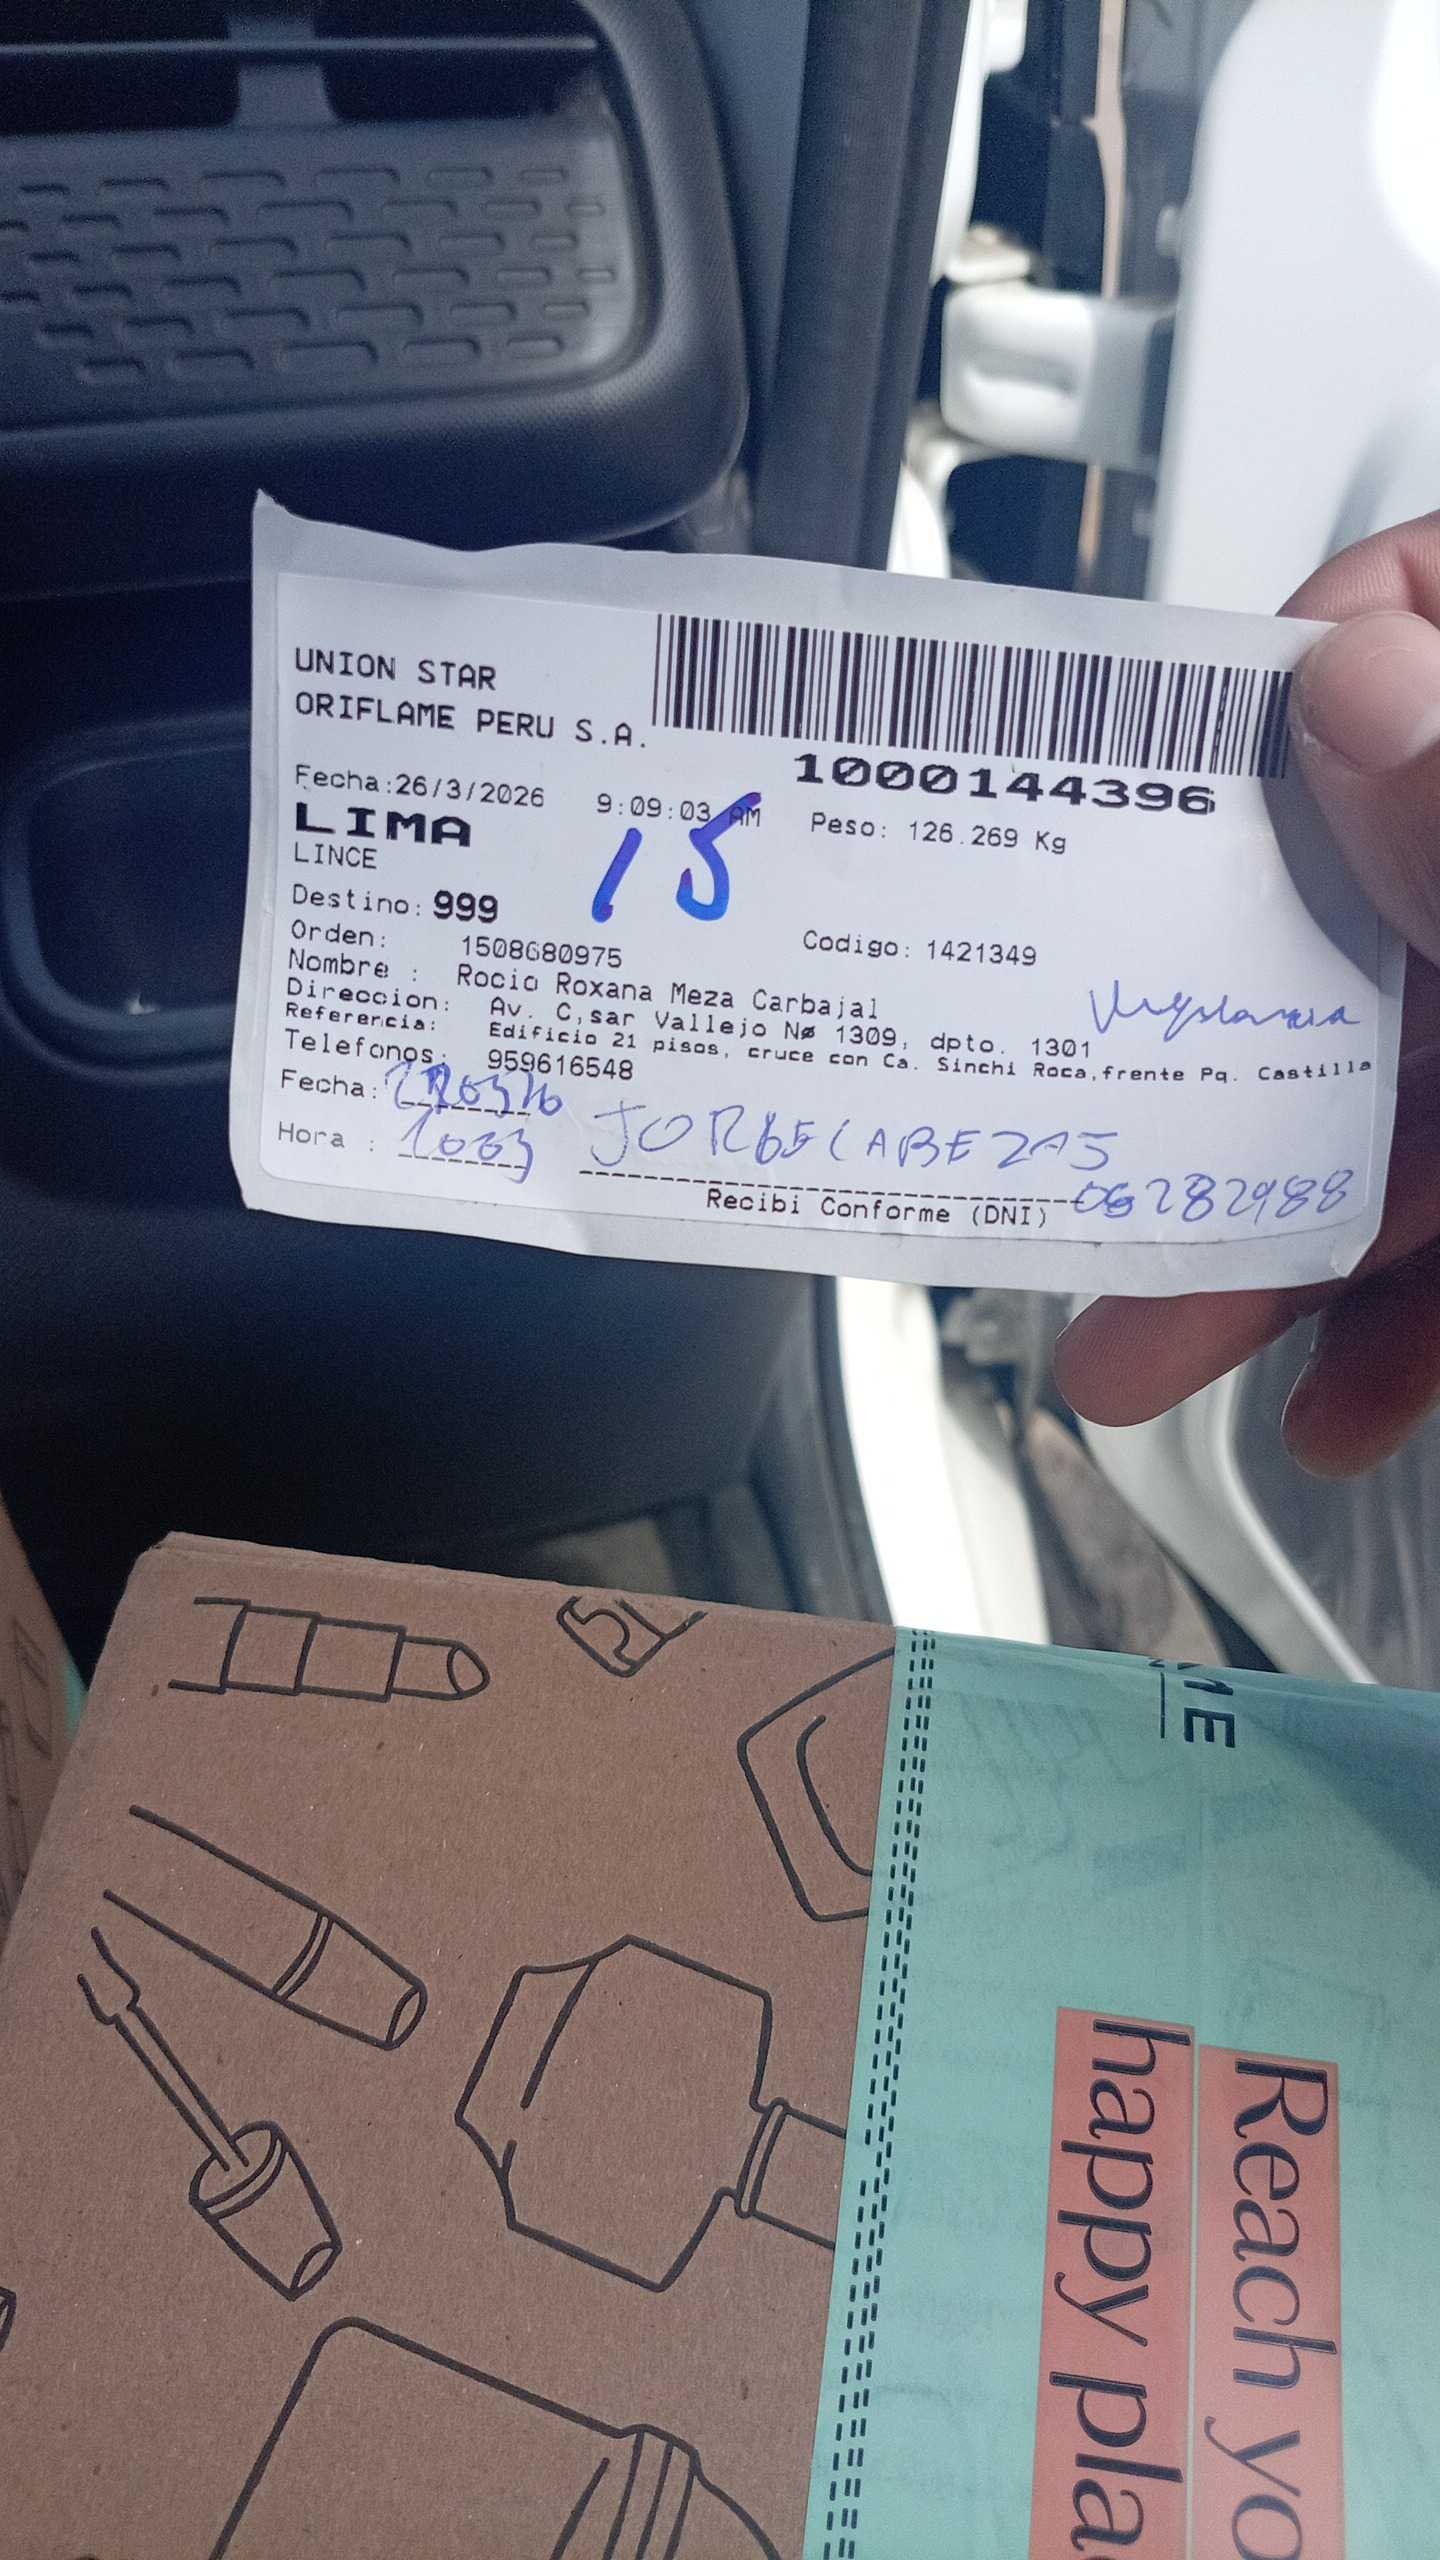 UNION STAR
ORIFLAME PERU S.A.
1000144396
Fecha:26/3/2026 9:09:03 AM Peso: 126.269 Kg
LIMA
LINCE
15
Destino: 999
Orden: 1508680975 Codigo: 1421349
Nombre : Rocio Roxana Meza Carbajal
Direccion: Av. C,sar Vallejo Nø 1309, dpto. 1301
Vigilancia
Referencia: Edificio 21 pisos, cruce con Ca. Sinchi Roca,frente Pq. Castilla
Telefonos: 959616548
Fecha:
Hora : 1003
JORGE CABEZAS
Recibi Conforme (DNI) 06282988
ME
Reach yo
happy pla